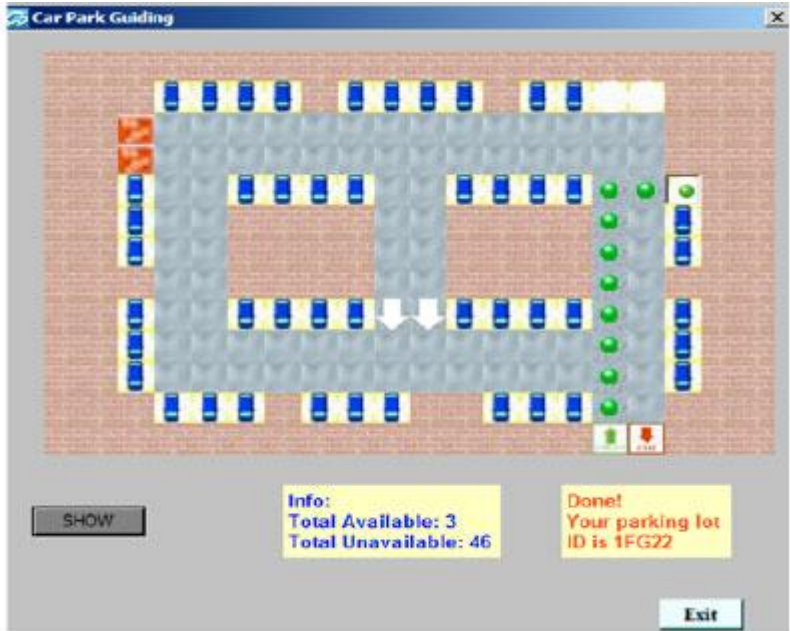 Car Park Guiding
SHOW
Info:
Total Available: 3
Total Unavailable: 46
Done!
Your parking lot
ID is 1FG22
Exit